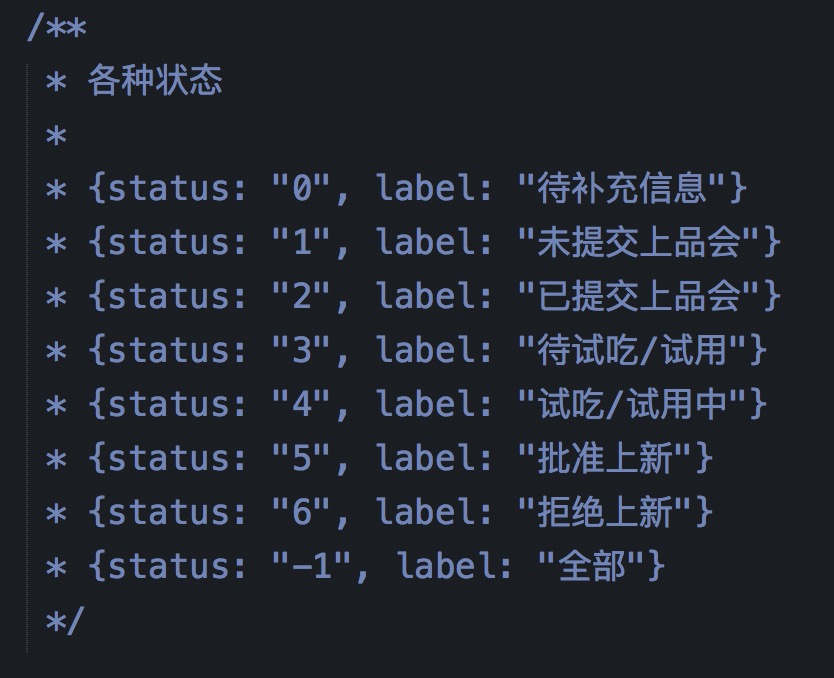 /**
* 各种状态
*
* {status: "0", label: "待补充信息"}
* {status: "1", label: "未提交上品会"}
* {status: "2", label: "已提交上品会"}
* {status: "3", label: "待试吃/试用"}
* {status: "4", label: "试吃/试用中"}
* {status: "5", label: "批准上新"}
* {status: "6", label: "拒绝上新"}
* {status: "-1", label: "全部"}
*/